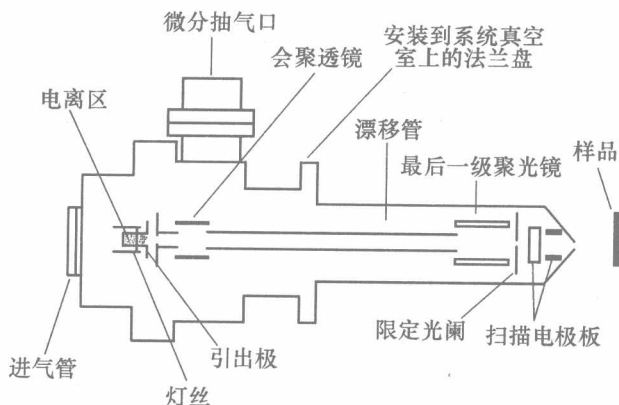 微分抽气口
会聚透镜
安装到系统真空
室上的法兰盘
电离区
漂移管
最后一级聚光镜
样品
限定光阑
扫描电极板
进气管
引出极
灯丝